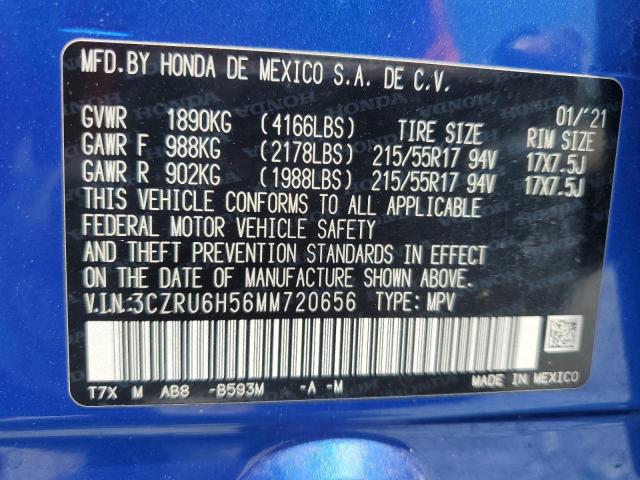 MFD.BY HONDA DE MEXICO S.A. DE C.V.
01/'21
GVWR 1890KG (4166LBS) TIRE SIZE RIM SIZE
GAWR F 988KG (2178LBS) 215/55R17 94V 17X7.5J
GAWR R 902KG (1988LBS) 215/55R17 94V 17X7.5J
THIS VEHICLE CONFORMS TO ALL APPLICABLE
FEDERAL MOTOR VEHICLE SAFETY
AND THEFT PREVENTION STANDARDS IN EFFECT
ON THE DATE OF MANUFACTURE SHOWN ABOVE.
V.I.N:3CZRU6H56MM720656 TYPE: MPV
T7X M AB8 -B593M -A -M
MADE IN MEXICO